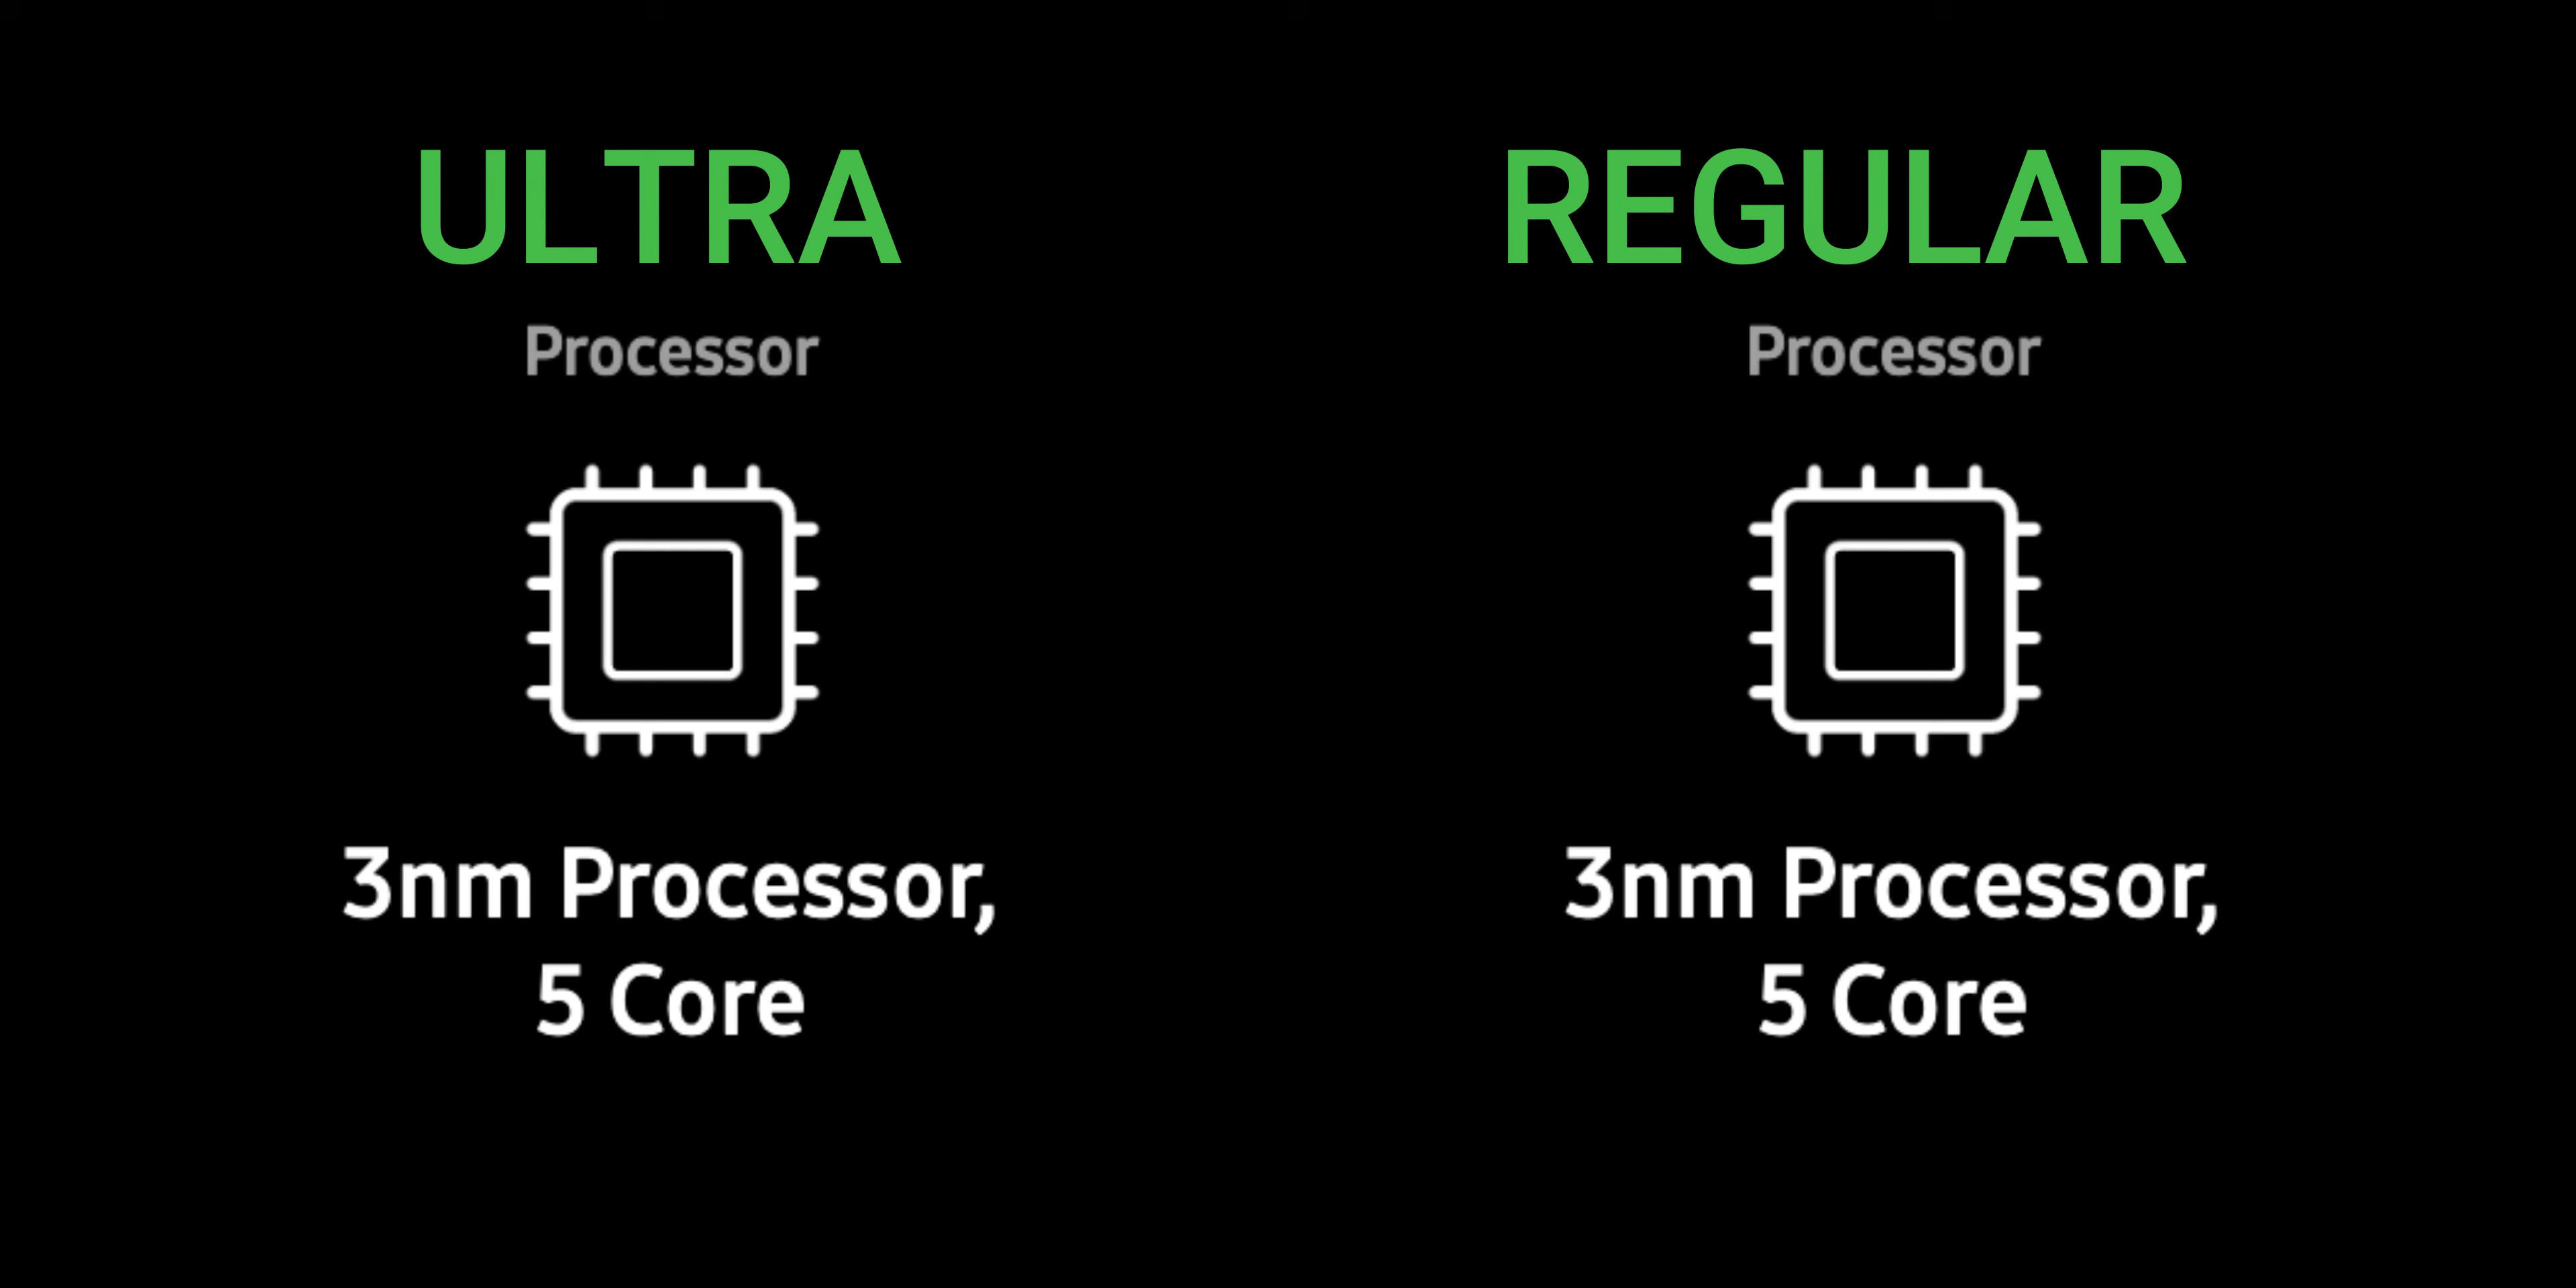 ULTRA
Processor
3nm Processor,
5 Core
REGULAR
Processor
3nm Processor,
5 Core